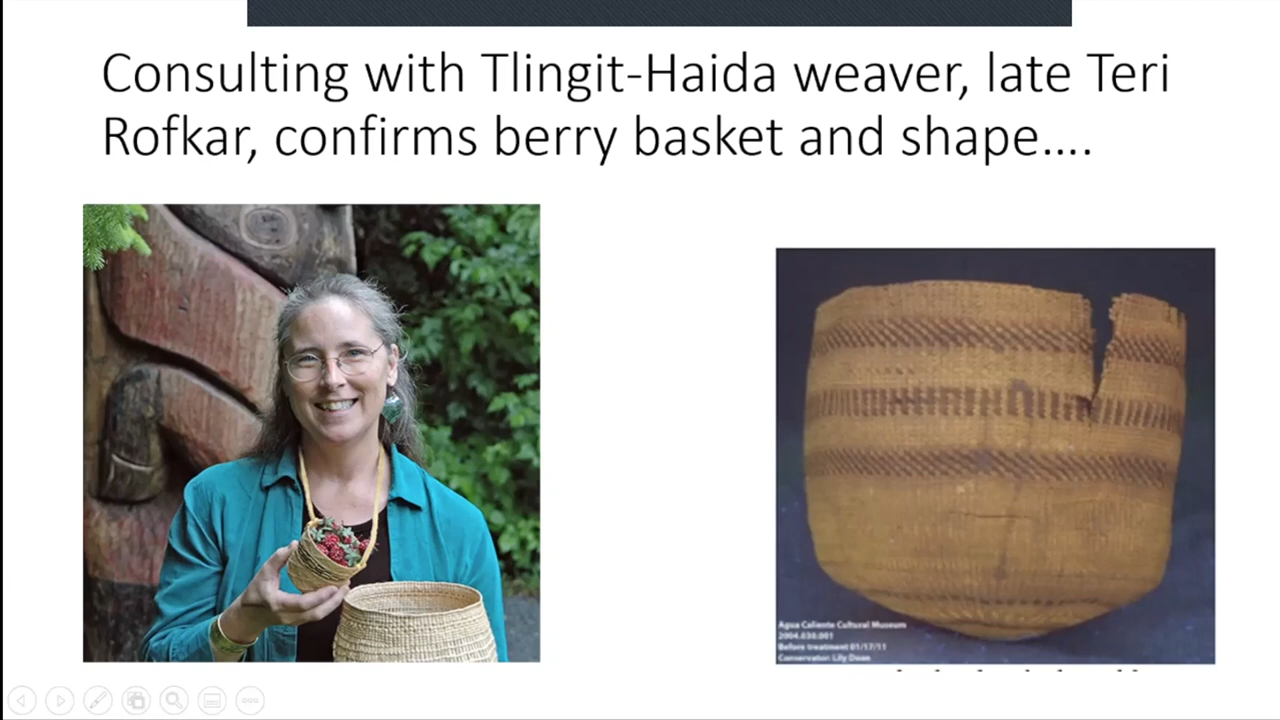 Consulting with Tlingit-Haida weaver, late Teri
Rofkar, confirms berry basket and shape....
Agua Caliente Cultural Museum
2004.030.001
Before treatment 01/17/11
Conservator: Lily Doan